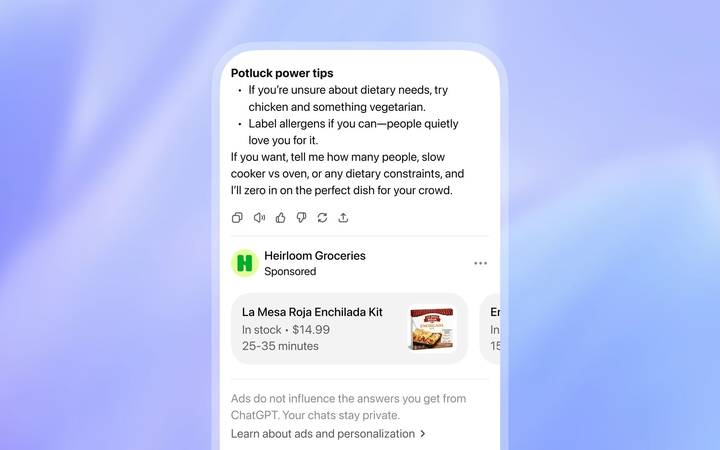 Potluck power tips
• If you’re unsure about dietary needs, try
chicken and something vegetarian.
• Label allergens if you can—people quietly
love you for it.
If you want, tell me how many people, slow
cooker vs oven, or any dietary constraints, and
I’ll zero in on the perfect dish for your crowd.
H
Heirloom Groceries
Sponsored
La Mesa Roja Enchilada Kit
In stock • $14.99
25-35 minutes
ENCHILADA
Er
In
15
Ads do not influence the answers you get from
ChatGPT. Your chats stay private.
Learn about ads and personalization